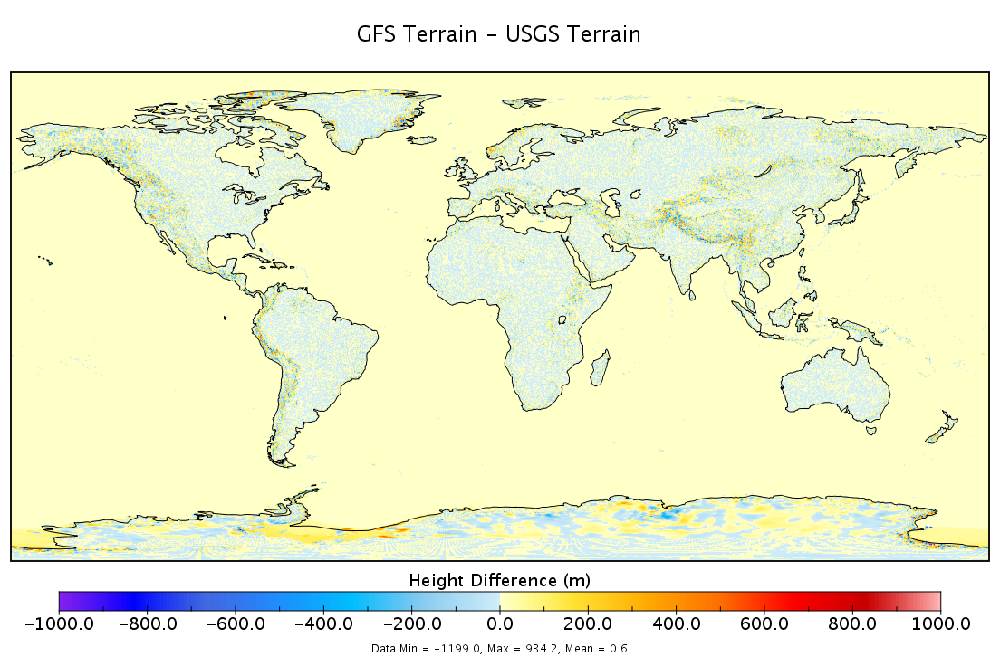 GFS Terrain − USGS Terrain
Height Difference (m)
−1000.0 −800.0 −600.0 −400.0 −200.0 0.0 200.0 400.0 600.0 800.0 1000.0
Data Min = −1199.0, Max = 934.2, Mean = 0.6